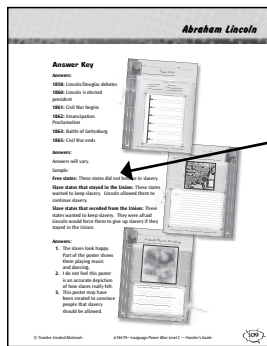 Abraham Lincoln
Answer Key
Answers:
1858: Lincoln/Douglas debates
1860: Lincoln is elected
president
1861: Civil War begins
1862: Emancipation
Proclamation
1863: Battle of Gettysburg
1865: Civil War ends
Answers:
Answers will vary.
Sample:
Free states: These states did not believe in slavery.
Slave states that stayed in the Union: These states
wanted to keep slavery. Lincoln allowed them to
continue slavery.
Slave states that seceded from the Union: These
states wanted to keep slavery. They were afraid
Lincoln would force them to give up slavery if they
stayed in the Union.
Answers:
1. The slaves look happy.
Part of the poster shows
them playing music
and dancing.
2. I do not feel this poster
is an accurate depiction
of how slaves really felt.
3. This poster may have
been created to convince
people that slavery
should be allowed.
© Teacher Created Materials
—Language Power Blue Level C—Teacher's Guide
109